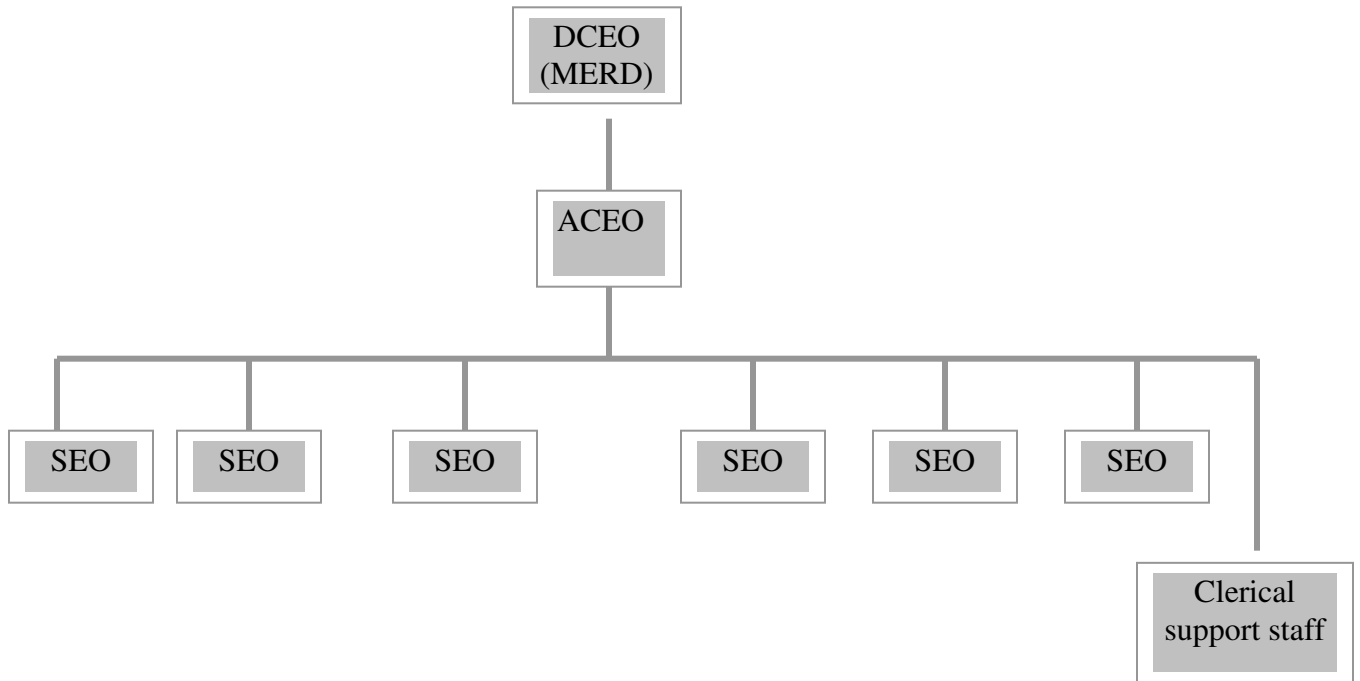 DCEO
(MERD)
ACEO
SEO
SEO
SEO
SEO
SEO
SEO
Clerical
support staff